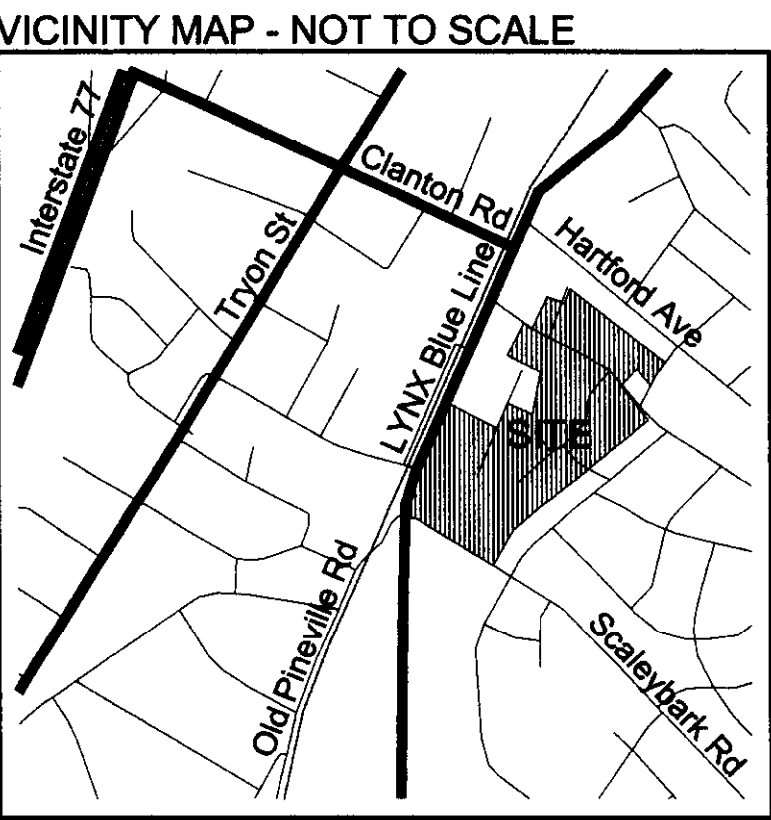 VICINITY MAP - NOT TO SCALE
Interstate 77
Clanton Rd
Tryon St
Hartford Ave
LYNX Blue Line
SITE
Old Pineville Rd
Scaleybark Rd